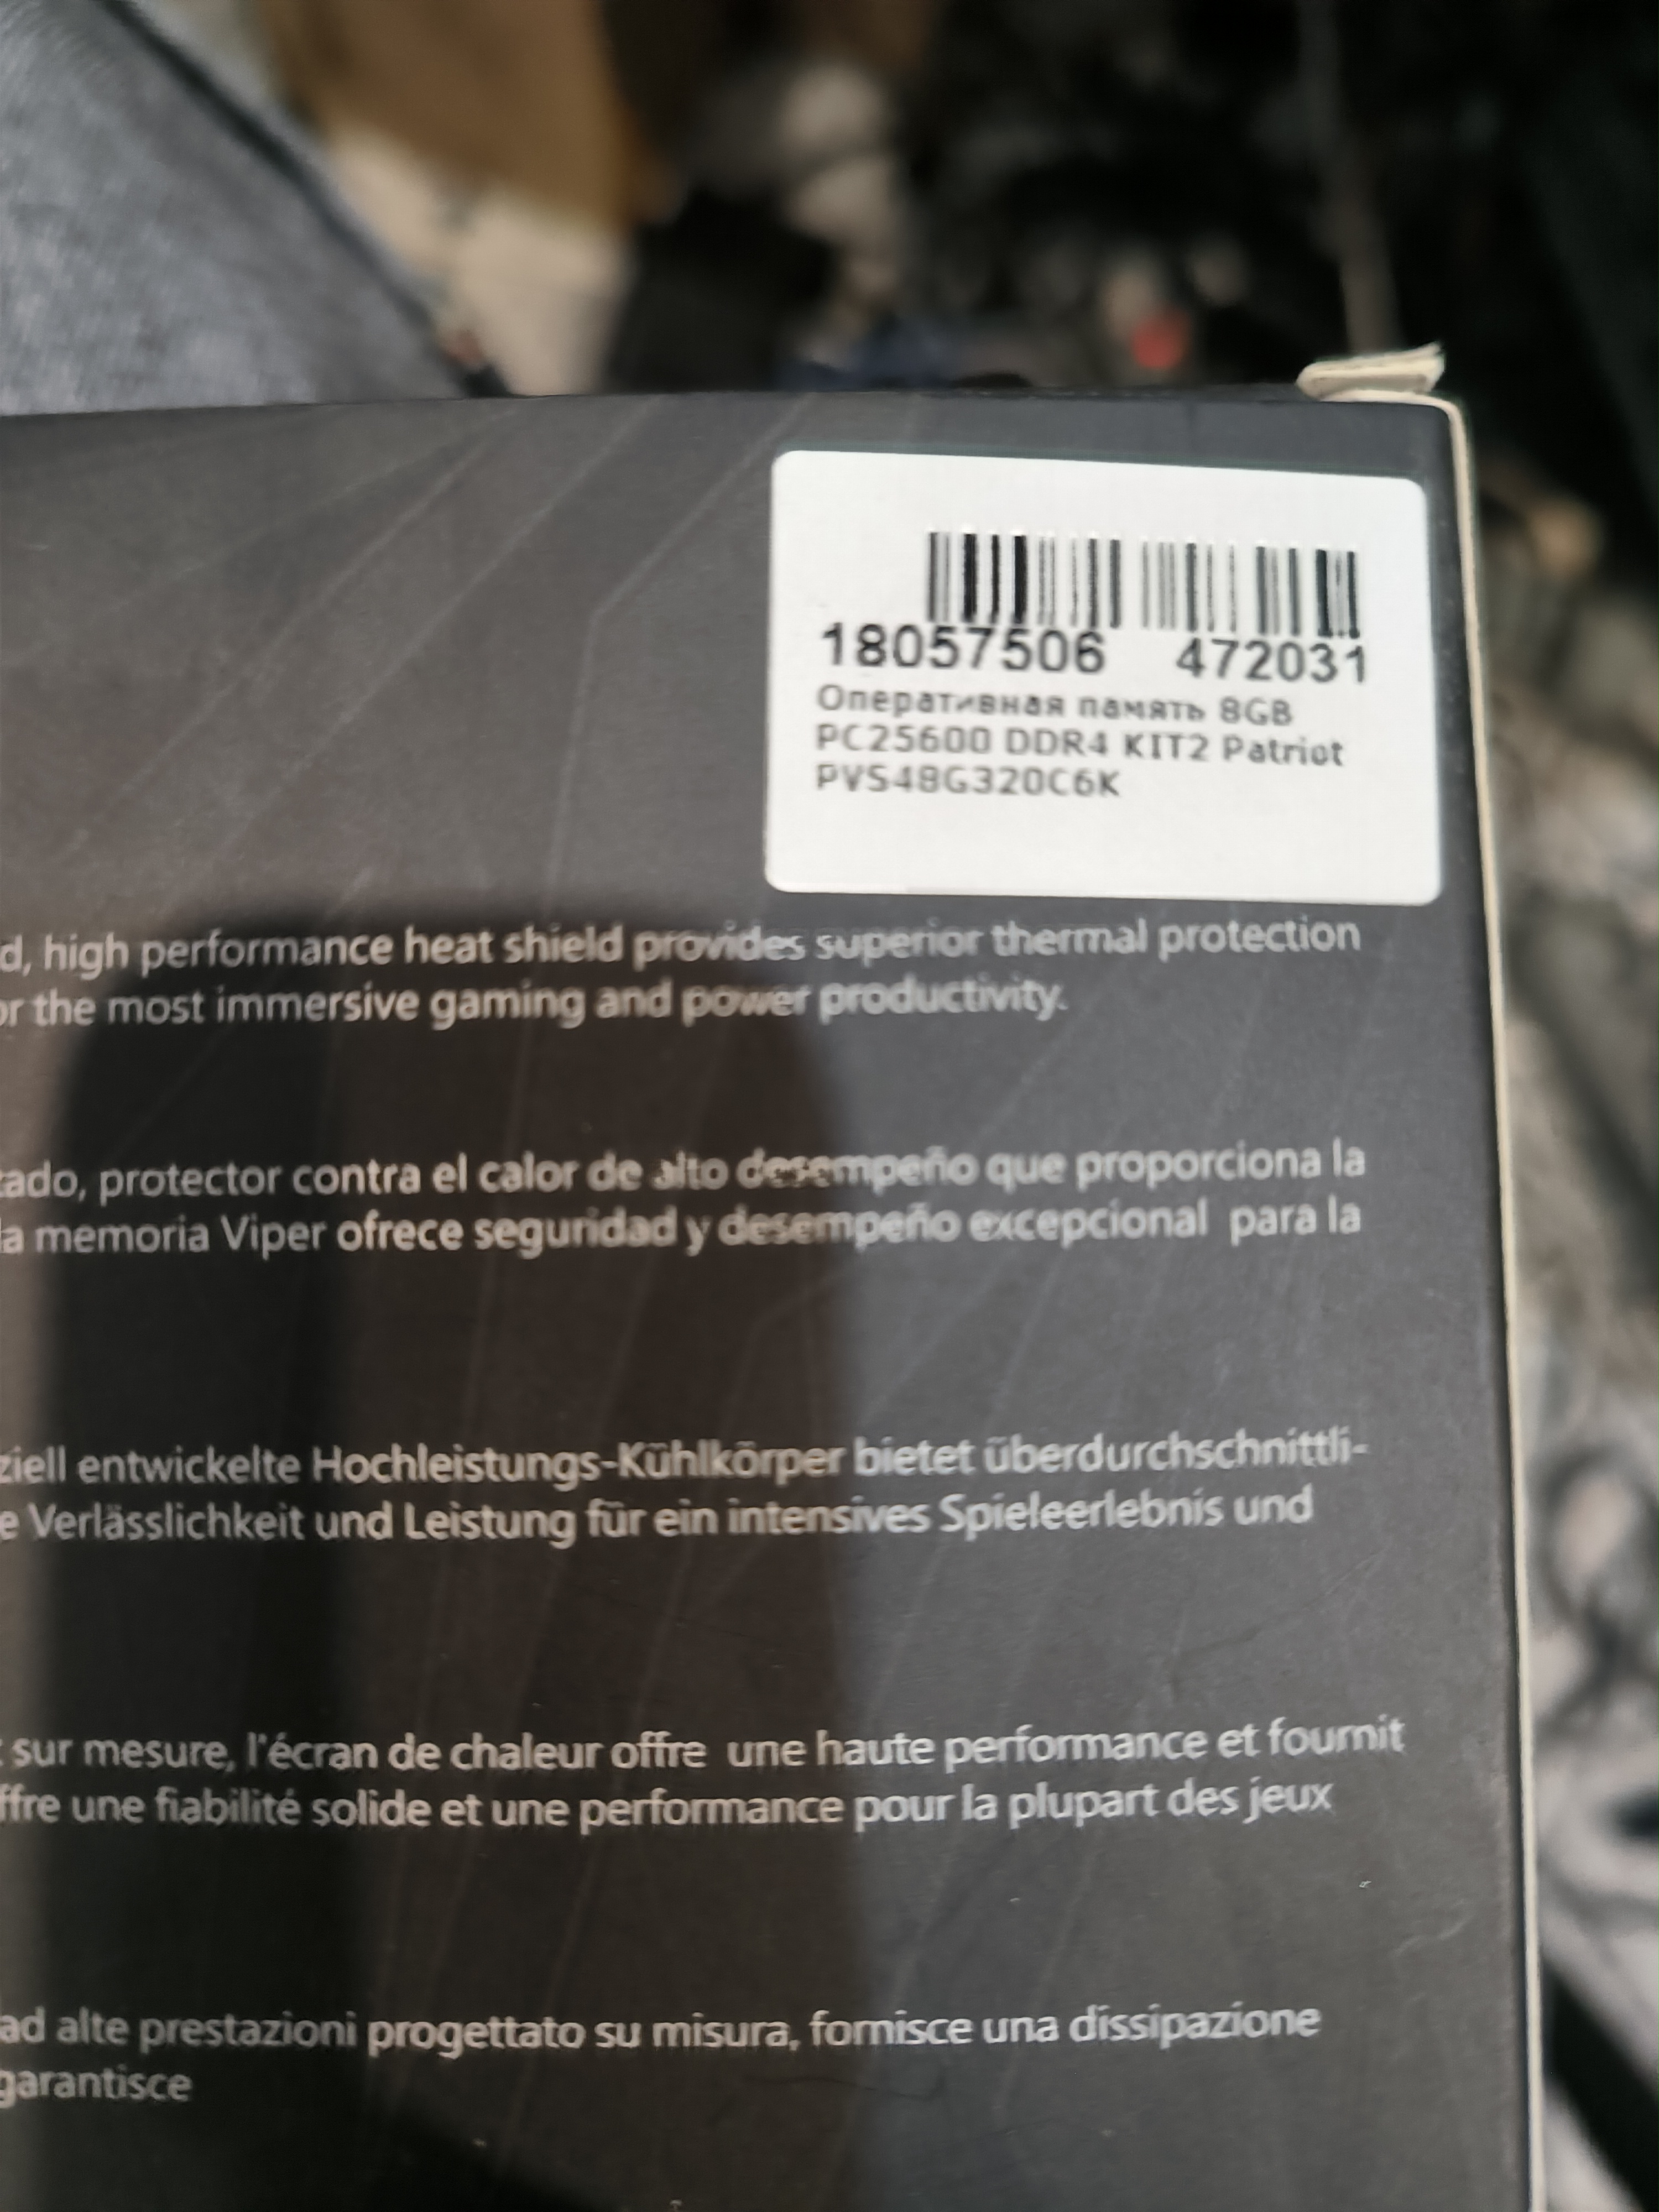 18057506 472031
Оперативная память 8GB
PC25600 DDR4 KIT2 Patriot
PVS48G320C6K
d, high performance heat shield provides superior thermal protection
or the most immersive gaming and power productivity.
tado, protector contra el calor de alto desempeño que proporciona la
la memoria Viper ofrece seguridad y desempeño excepcional para la
ziell entwickelte Hochleistungs-Kühlkörper bietet überdurchschnittli-
e Verlässlichkeit und Leistung für ein intensives Spieleerlebnis und
t sur mesure, l'écran de chaleur offre une haute performance et fournit
ffre une fiabilité solide et une performance pour la plupart des jeux
ad alte prestazioni progettato su misura, fornisce una dissipazione
garantisce